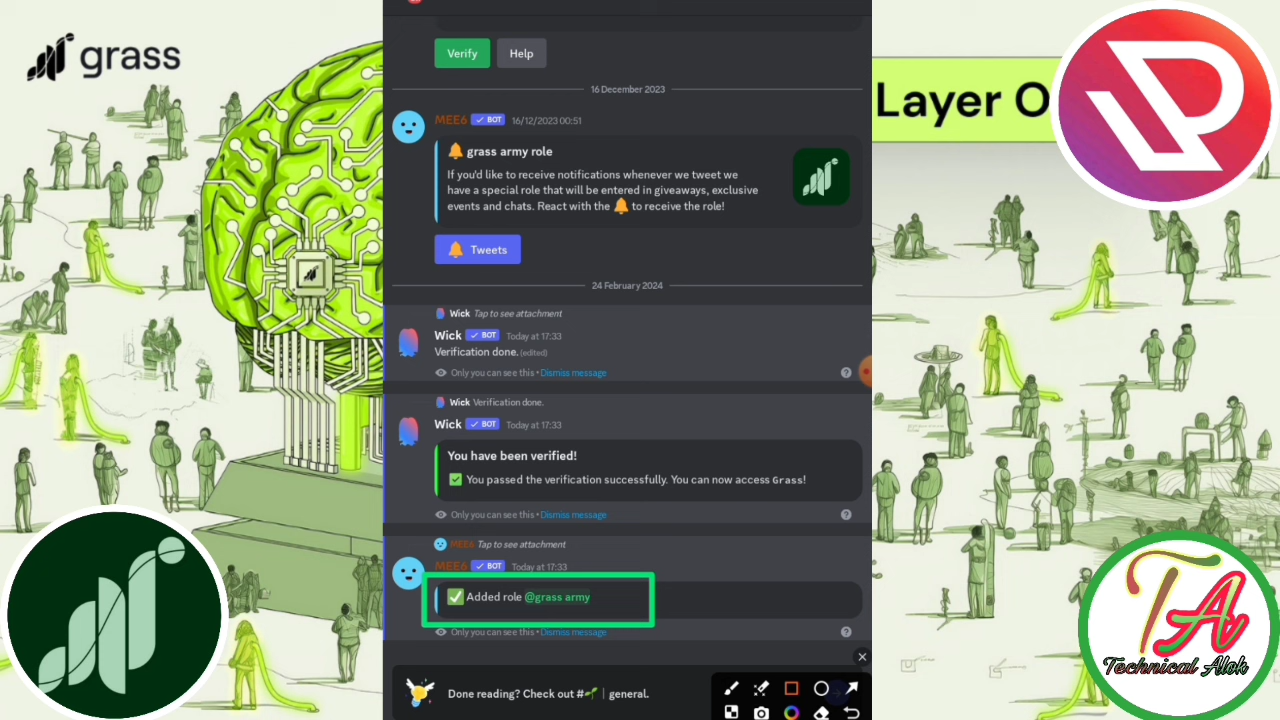 grass
Verify
Help
16 December 2023
MEE6 ✓ BOT 16/12/2023 00:51
🔔 grass army role
If you'd like to receive notifications whenever we tweet we
have a special role that will be entered in giveaways, exclusive
events and chats. React with the 🔔 to receive the role!
🔔 Tweets
24 February 2024
Wick Tap to see attachment
Wick ✓ BOT Today at 17:33
Verification done. (edited)
Only you can see this • Dismiss message
Wick Verification done.
Wick ✓ BOT Today at 17:33
You have been verified!
✅ You passed the verification successfully. You can now access Grass!
Only you can see this • Dismiss message
MEE6 Tap to see attachment
MEE6 ✓ BOT Today at 17:33
✅ Added role @grass army
Only you can see this • Dismiss message
Done reading? Check out #🌱 | general.
Layer O
TA
Technical Alok